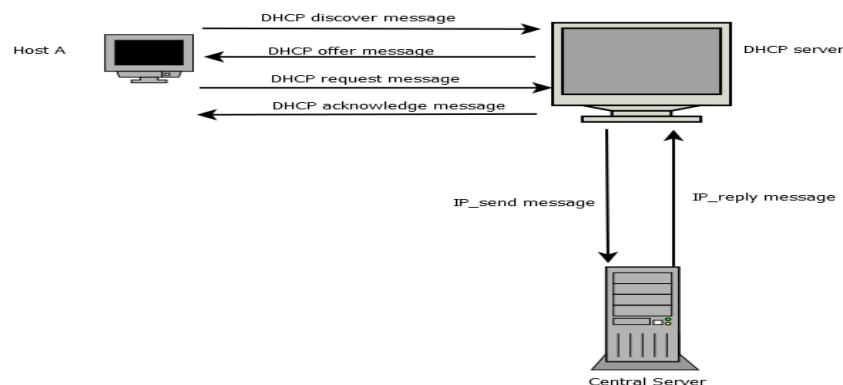 DHCP discover message
Host A
DHCP offer message
DHCP server
DHCP request message
DHCP acknowledge message
IP_send message
IP_reply message
Central Server